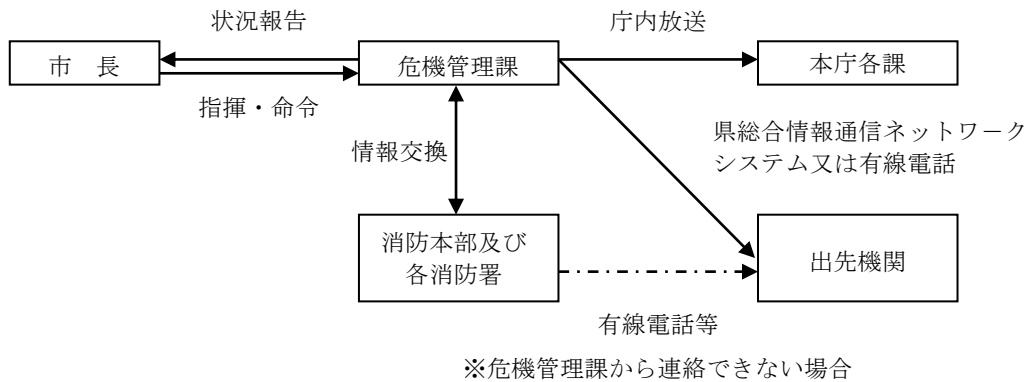 状況報告
庁内放送
市　長
危機管理課
本庁各課
指揮・命令
県総合情報通信ネットワーク
システム又は有線電話
情報交換
消防本部及び
各消防署
出先機関
有線電話等
※危機管理課から連絡できない場合